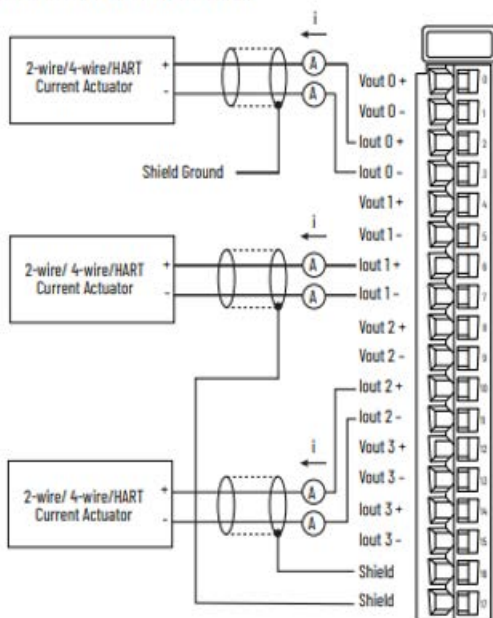 i
2-wire/4-wire/HART
Current Actuator
+
-
A
A
Shield Ground
i
2-wire/ 4-wire/HART
Current Actuator
+
-
A
A
i
2-wire/ 4-wire/HART
Current Actuator
+
-
A
A
Vout 0 +
Vout 0 -
Iout 0 +
Iout 0 -
Vout 1 +
Vout 1 -
Iout 1 +
Iout 1 -
Vout 2 +
Vout 2 -
Iout 2 +
Iout 2 -
Vout 3 +
Vout 3 -
Iout 3 +
Iout 3 -
Shield
Shield
0
1
2
3
4
5
6
7
8
9
10
11
12
13
14
15
16
17